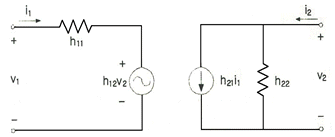 i1
i2
+
h11
+
v1
h12v2
h21i1
h22
+
v2
−
−
−